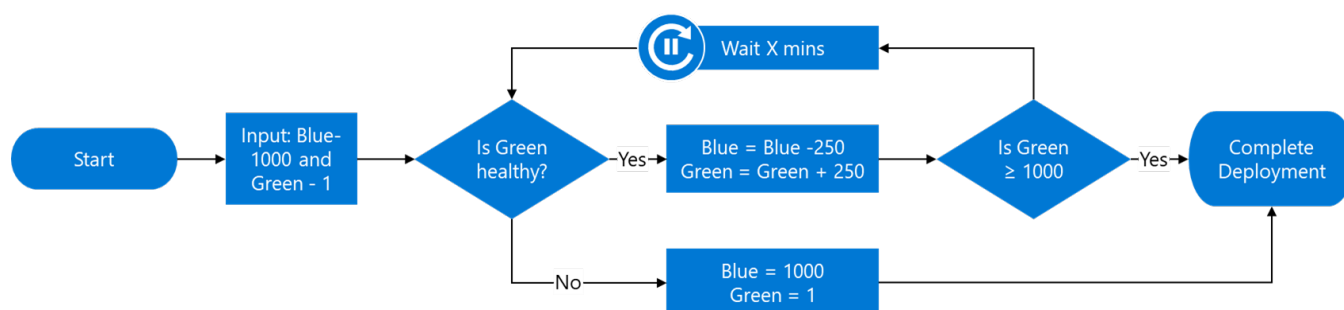 Wait X mins
Start
Input: Blue-
1000 and
Green - 1
Is Green
healthy?
Yes
Blue = Blue -250
Green = Green + 250
Is Green
≥ 1000
Yes
Complete
Deployment
No
Blue = 1000
Green = 1